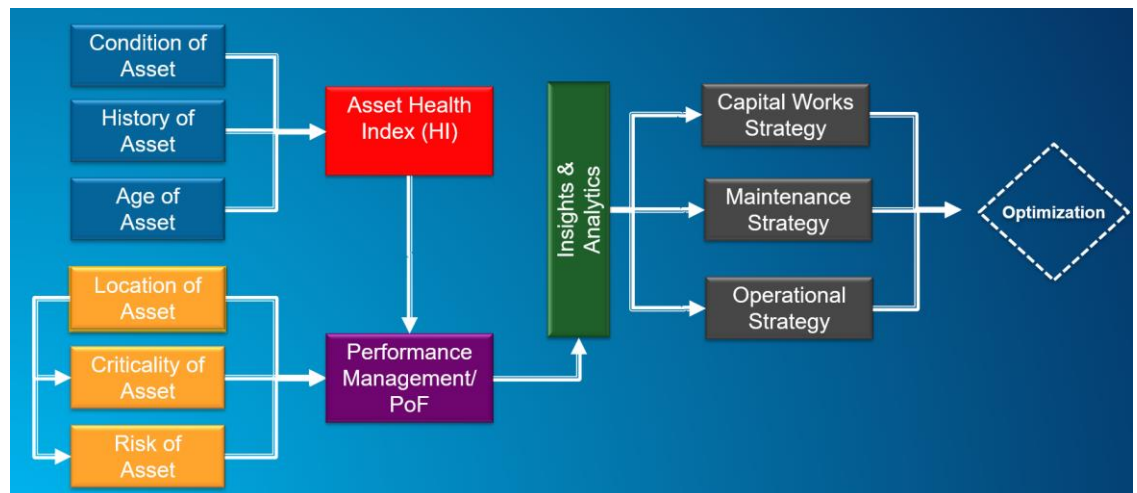 Condition of
Asset
History of
Asset
Age of
Asset
Location of
Asset
Criticality of
Asset
Risk of
Asset
Asset Health
Index (HI)
Performance
Management/
PoF
Insights &
Analytics
Capital Works
Strategy
Maintenance
Strategy
Operational
Strategy
Optimization